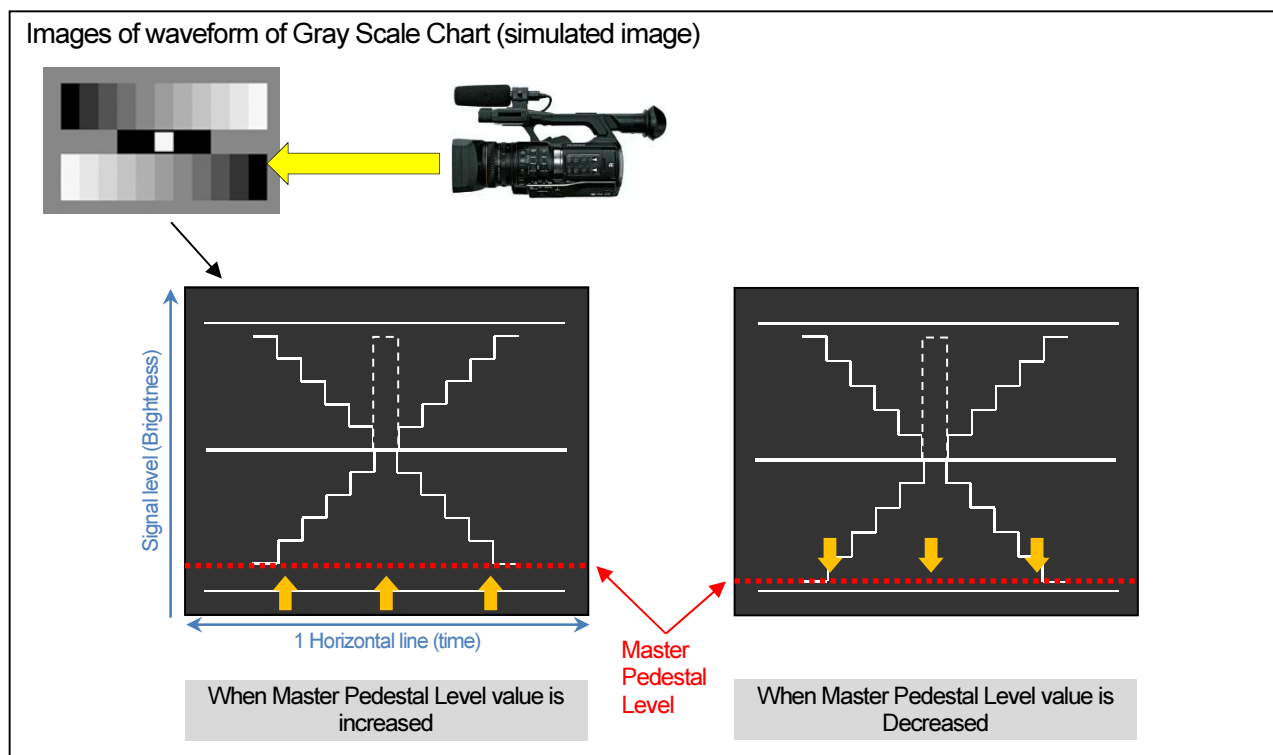 Images of waveform of Gray Scale Chart (simulated image)
Signal level (Brightness)
1 Horizontal line (time)
Master
Pedestal
Level
When Master Pedestal Level value is
increased
When Master Pedestal Level value is
Decreased